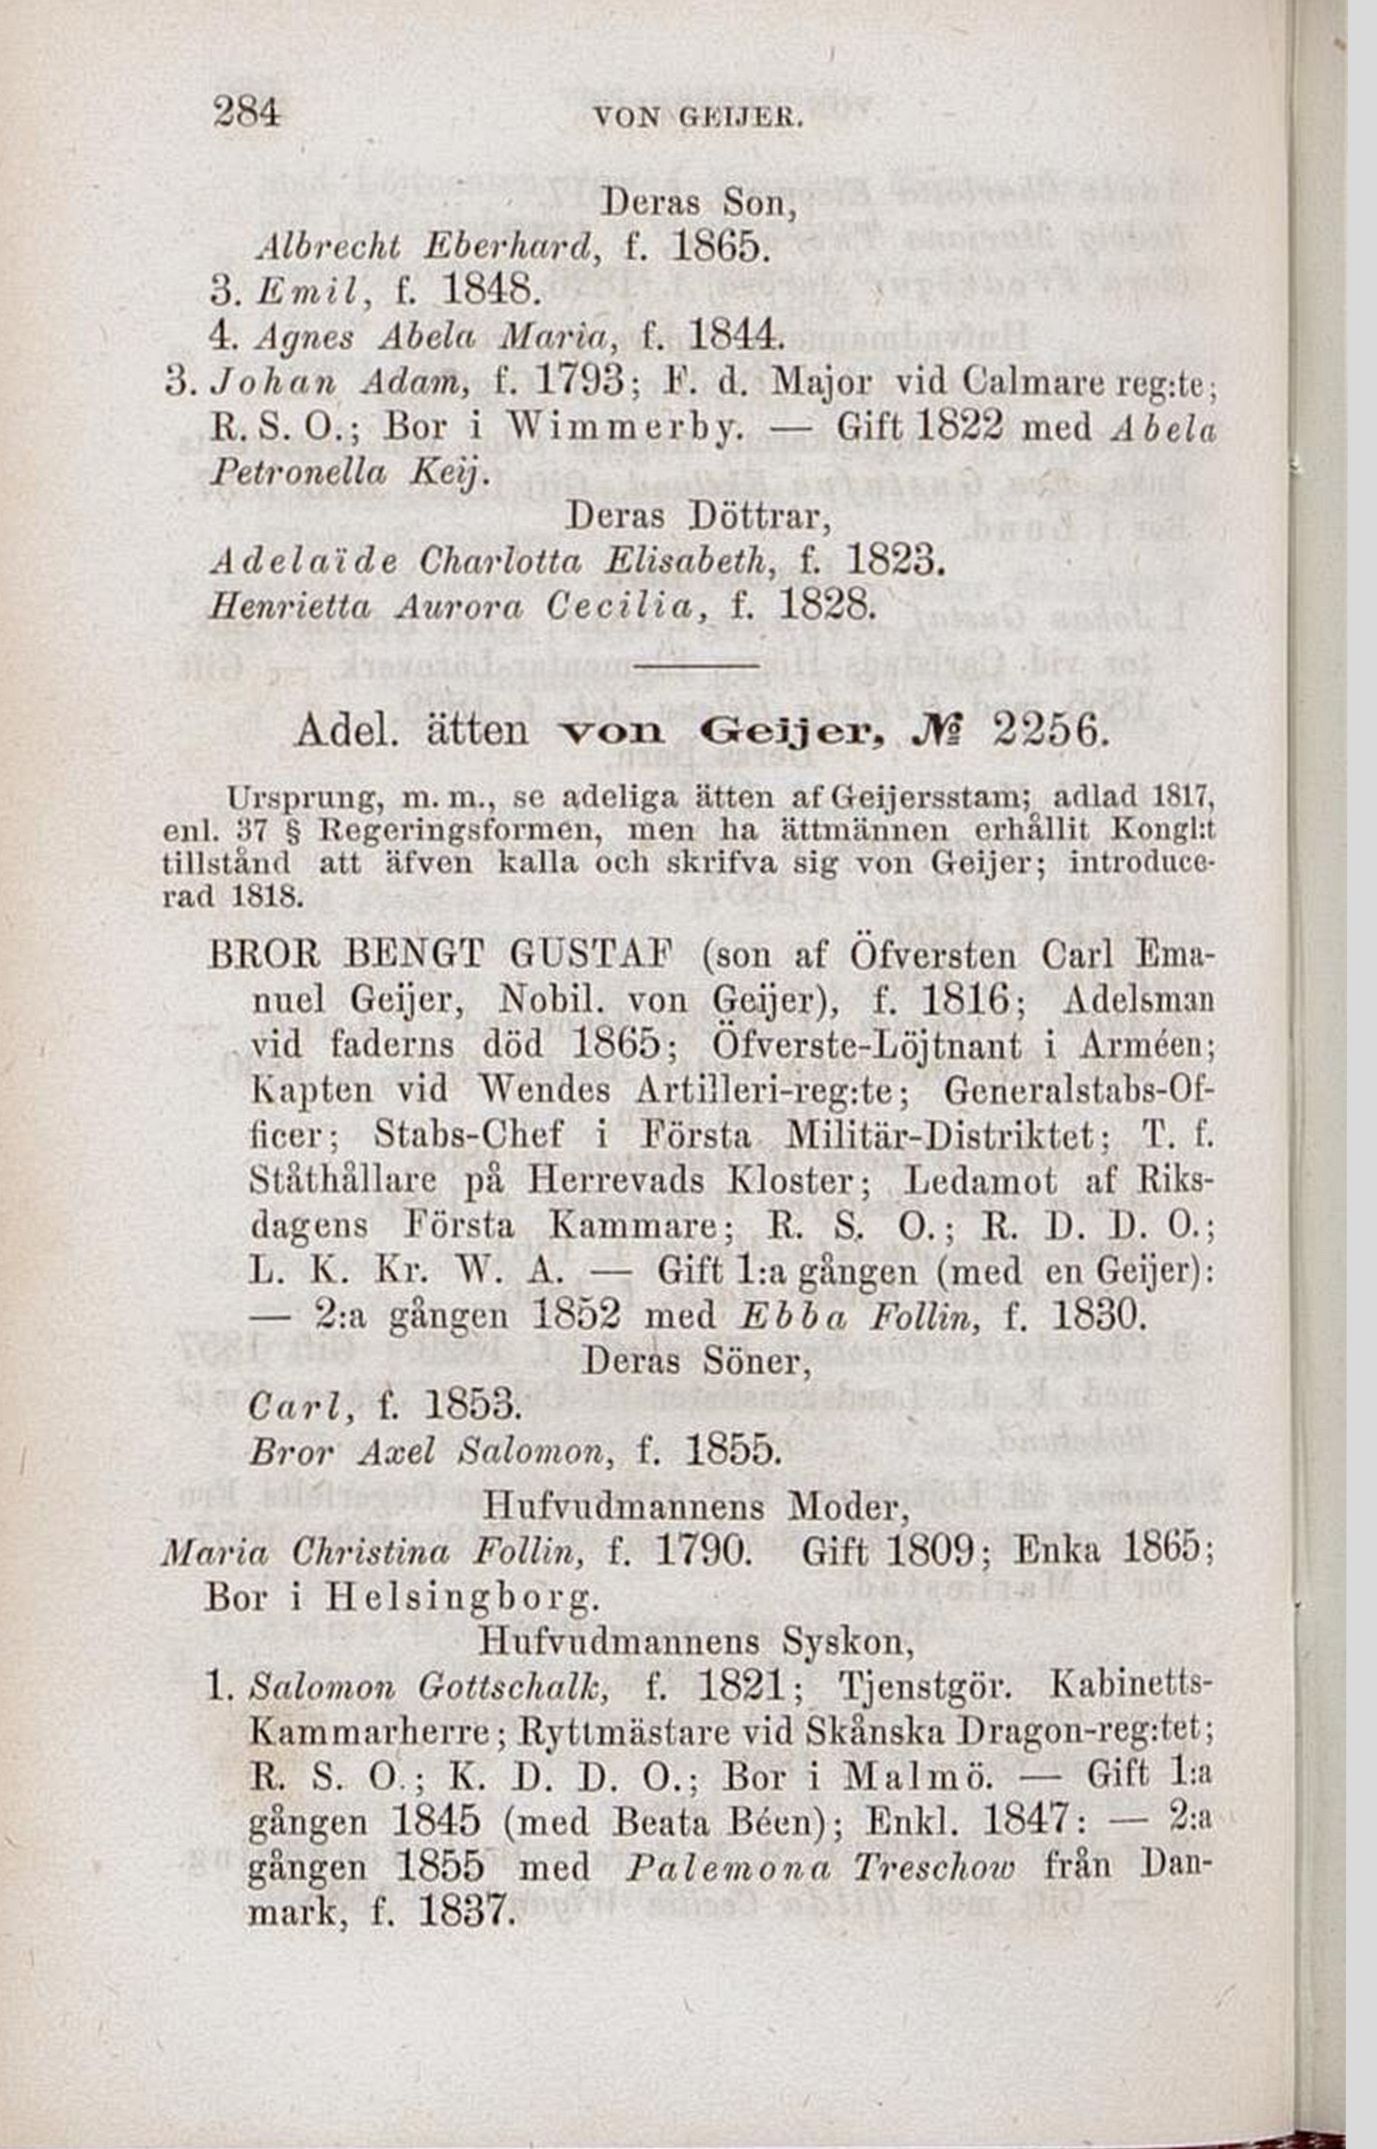 284
VON GEIJER.
Deras Son,
Albrecht Eberhard, f. 1865.
3. Emil, f. 1848.
4. Agnes Abela Maria, f. 1844.
3. Johan Adam, f. 1793; F. d. Major vid Calmare reg:te;
R. S. O.; Bor i Wimmerby. — Gift 1822 med Abela
Petronella Keij.
Deras Döttrar,
Adelaïde Charlotta Elisabeth, f. 1823.
Henrietta Aurora Cecilia, f. 1828.
Adel. ätten von Geijer, № 2256.
Ursprung, m. m., se adeliga ätten af Geijersstam; adlad 1817,
enl. 37 § Regeringsformen, men ha ättmännen erhållit Kongl:t
tillstånd att äfven kalla och skrifva sig von Geijer; introduce-
rad 1818.
BROR BENGT GUSTAF (son af Öfversten Carl Ema-
nuel Geijer, Nobil. von Geijer), f. 1816; Adelsman
vid faderns död 1865; Öfverste-Löjtnant i Arméen;
Kapten vid Wendes Artilleri-reg:te; Generalstabs-Of-
ficer; Stabs-Chef i Första Militär-Distriktet; T. f.
Ståthållare på Herrevads Kloster; Ledamot af Riks-
dagens Första Kammare; R. S. O.; R. D. D. O.;
L. K. Kr. W. A. — Gift 1:a gången (med en Geijer):
— 2:a gången 1852 med Ebba Follin, f. 1830.
Deras Söner,
Carl, f. 1853.
Bror Axel Salomon, f. 1855.
Hufvudmannens Moder,
Maria Christina Follin, f. 1790. Gift 1809; Enka 1865;
Bor i Helsingborg.
Hufvudmannens Syskon,
1. Salomon Gottschalk, f. 1821; Tjenstgör. Kabinetts-
Kammarherre; Ryttmästare vid Skånska Dragon-reg:tet;
R. S. O.; K. D. D. O.; Bor i Malmö. — Gift 1:a
gången 1845 (med Beata Béen); Enkl. 1847: — 2:a
gången 1855 med Palemona Treschow från Dan-
mark, f. 1837.